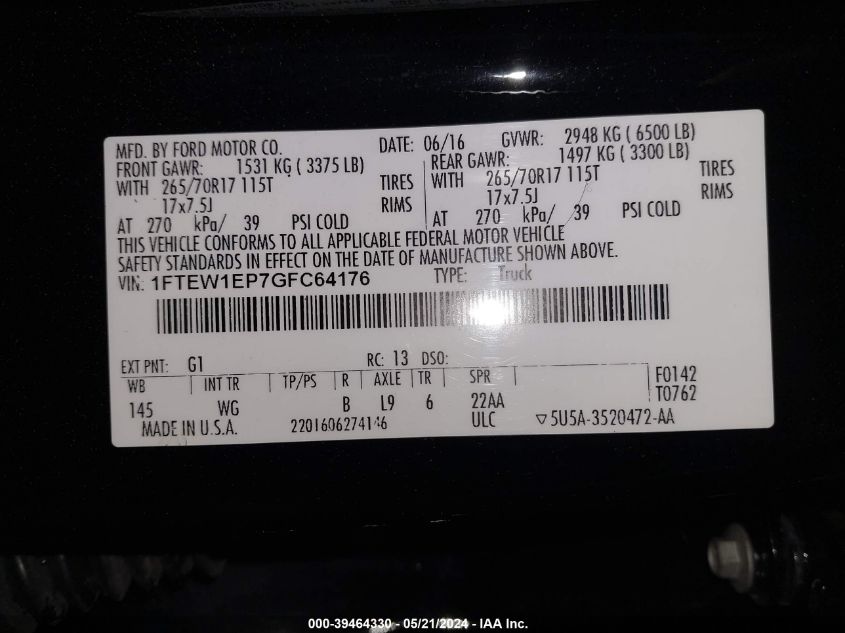 MFD. BY FORD MOTOR CO. DATE: 06/16 GVWR: 2948 KG ( 6500 LB)
FRONT GAWR: 1531 KG ( 3375 LB) REAR GAWR: 1497 KG ( 3300 LB)
WITH 265/70R17 115T TIRES WITH 265/70R17 115T TIRES
17x7.5J RIMS 17x7.5J RIMS
AT 270 kPa/ 39 PSI COLD AT 270 kPa/ 39 PSI COLD
THIS VEHICLE CONFORMS TO ALL APPLICABLE FEDERAL MOTOR VEHICLE
SAFETY STANDARDS IN EFFECT ON THE DATE OF MANUFACTURE SHOWN ABOVE.
VIN: 1FTEW1EP7GFC64176 TYPE: Truck
EXT PNT: G1 RC: 13 DSO: F0142
WB INT TR TP/PS R AXLE TR SPR T0762
145 WG B L9 6 22AA
MADE IN U.S.A. 2201606274146 ULC ▽5U5A-3520472-AA
000-39464330 - 05/21/2024 - IAA Inc.